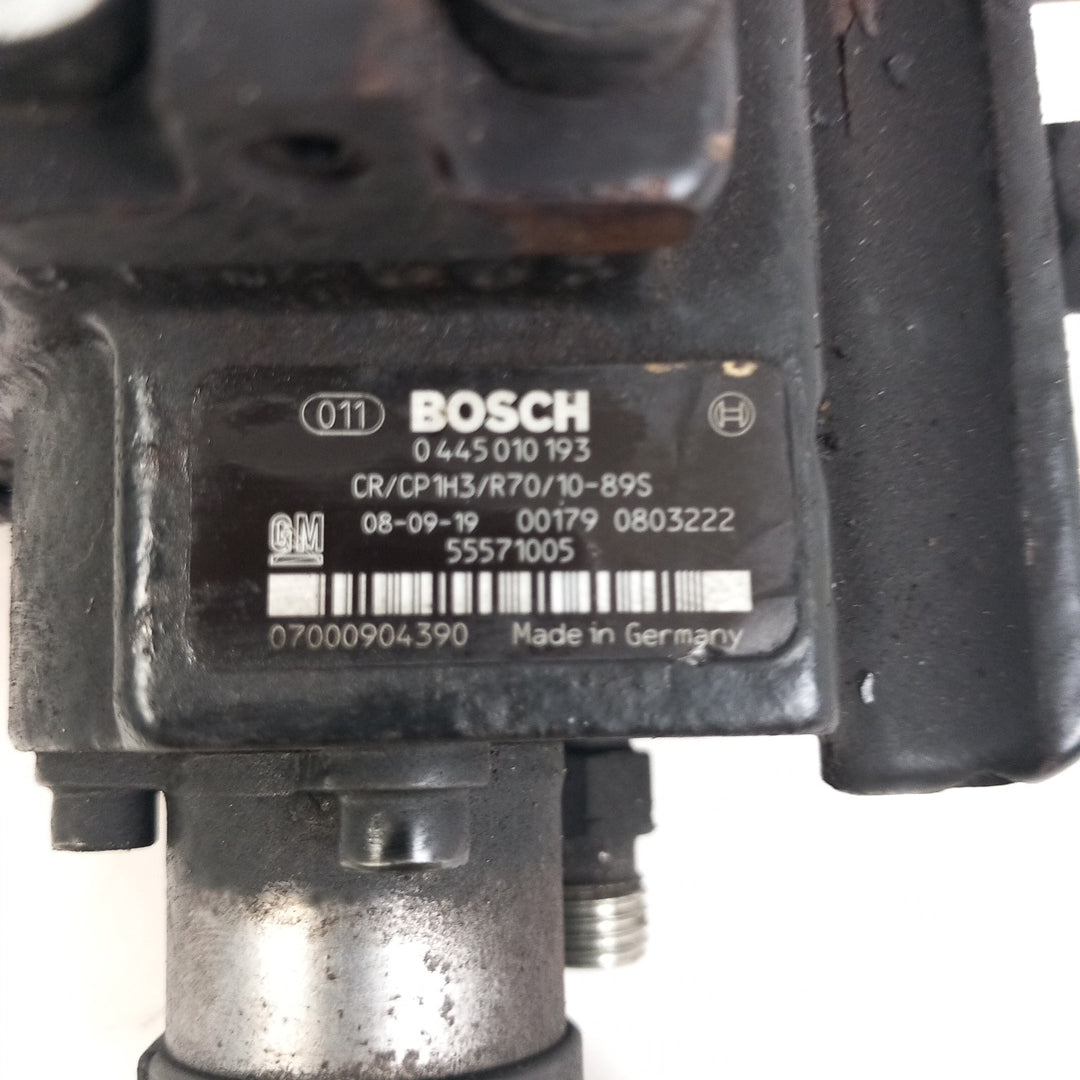 011 BOSCH
0 445 010 193
CR/CP1H3/R70/10-89S
GM 08-09-19 00179 0803222
55571005
07000904390 Made in Germany